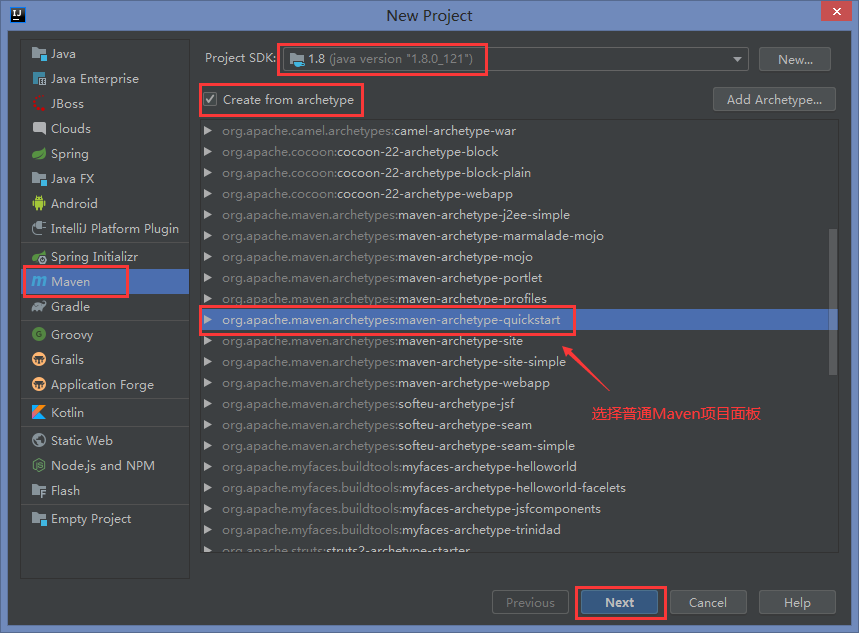 New Project
Java
Java Enterprise
JBoss
Clouds
Spring
Java FX
Android
IntelliJ Platform Plugin
Spring Initializr
Maven
Gradle
Groovy
Grails
Application Forge
Kotlin
Static Web
Node.js and NPM
Flash
Empty Project
Project SDK: 1.8 (java version "1.8.0_121") New...
Create from archetype Add Archetype...
org.apache.camel.archetypes:camel-archetype-war
org.apache.cocoon:cocoon-22-archetype-block
org.apache.cocoon:cocoon-22-archetype-block-plain
org.apache.cocoon:cocoon-22-archetype-webapp
org.apache.maven.archetypes:maven-archetype-j2ee-simple
org.apache.maven.archetypes:maven-archetype-marmalade-mojo
org.apache.maven.archetypes:maven-archetype-mojo
org.apache.maven.archetypes:maven-archetype-portlet
org.apache.maven.archetypes:maven-archetype-profiles
org.apache.maven.archetypes:maven-archetype-quickstart
org.apache.maven.archetypes:maven-archetype-site
org.apache.maven.archetypes:maven-archetype-site-simple
org.apache.maven.archetypes:maven-archetype-webapp
org.apache.maven.archetypes:softeu-archetype-jsf
org.apache.maven.archetypes:softeu-archetype-seam
org.apache.maven.archetypes:softeu-archetype-seam-simple
org.apache.myfaces.buildtools:myfaces-archetype-helloworld
org.apache.myfaces.buildtools:myfaces-archetype-helloworld-facelets
org.apache.myfaces.buildtools:myfaces-archetype-jsfcomponents
org.apache.myfaces.buildtools:myfaces-archetype-trinidad
org.apache.struts:struts2-archetype-starter
选择普通Maven项目面板
Previous Next Cancel Help